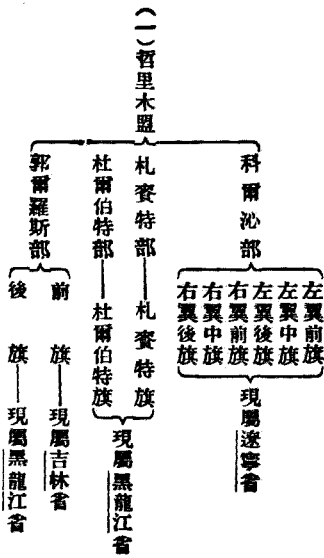 (一)哲里木盟
科爾沁部
左翼前旗
左翼中旗
左翼後旗
右翼前旗
右翼中旗
右翼後旗
現屬遼寧省
札賚特部
札賚特旗
杜爾伯特部
杜爾伯特旗
現屬黑龍江省
郭爾羅斯部
前旗
現屬吉林省
後旗
現屬黑龍江省